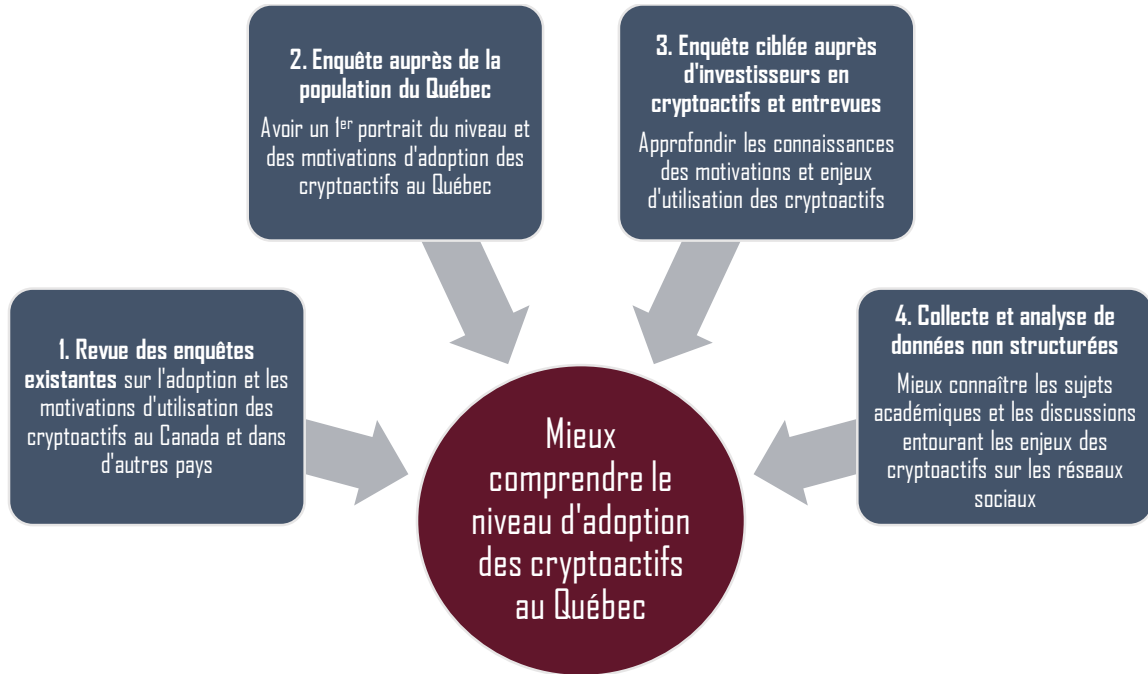 1. Revue des enquêtes
existantes sur l'adoption et les
motivations d'utilisation des
cryptoactifs au Canada et dans
d'autres pays
2. Enquête auprès de la
population du Québec
Avoir un 1er portrait du niveau et
des motivations d'adoption des
cryptoactifs au Québec
3. Enquête ciblée auprès
d'investisseurs en
cryptoactifs et entrevues
Approfondir les connaissances
des motivations et enjeux
d'utilisation des cryptoactifs
4. Collecte et analyse de
données non structurées
Mieux connaître les sujets
académiques et les discussions
entourant les enjeux des
cryptoactifs sur les réseaux
sociaux
Mieux
comprendre le
niveau d'adoption
des cryptoactifs
au Québec